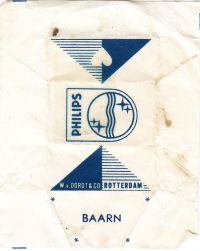 PHILIPS
W. v. OORDT & CO. ROTTERDAM
BAARN